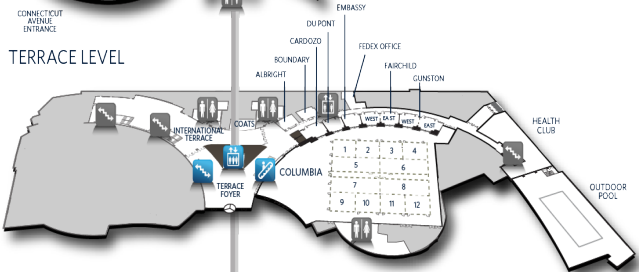 CONNECTICUT
AVENUE
ENTRANCE
TERRACE LEVEL
EMBASSY
DU PONT
CARDOZO
BOUNDARY
ALBRIGHT
FEDEX OFFICE
FAIRCHILD
GUNSTON
INTERNATIONAL
TERRACE
COATS
WEST
EAST
WEST
EAST
HEALTH
CLUB
COLUMBIA
TERRACE
FOYER
1 2 3 4
5 6
7 8
9 10 11 12
OUTDOOR
POOL